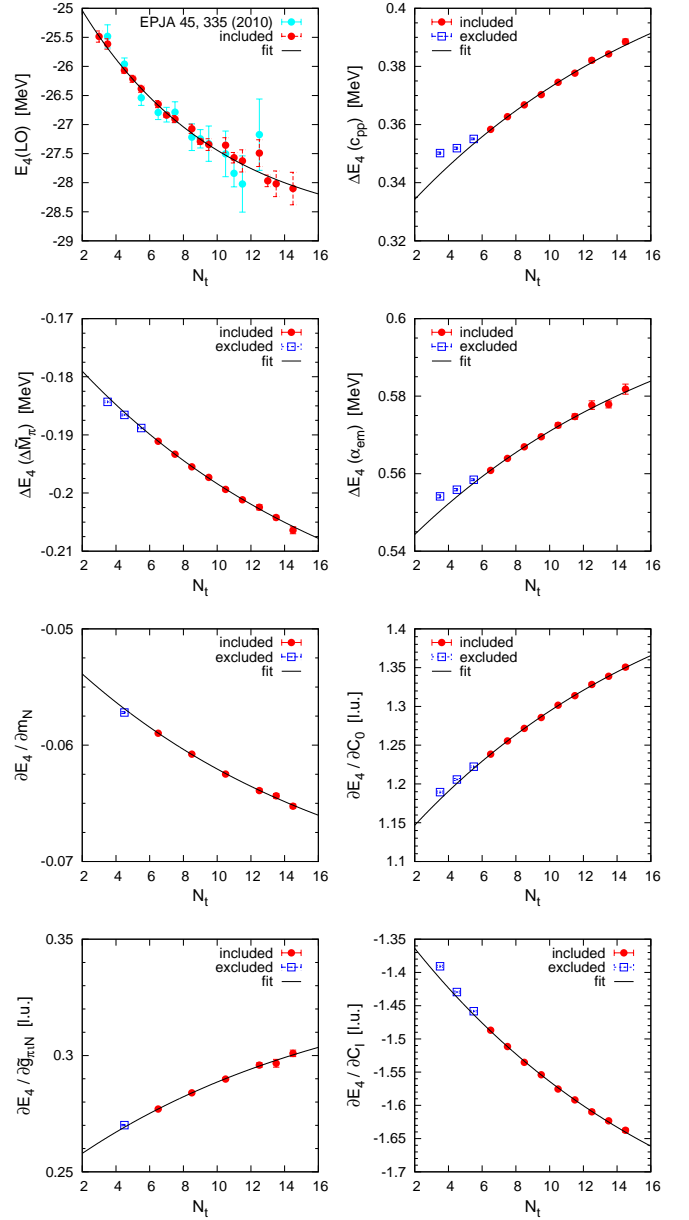 EPJA 45, 335 (2010)
included
fit
E4(LO) [MeV]
-25
-25.5
-26
-26.5
-27
-27.5
-28
-28.5
-29
2 4 6 8 10 12 14 16
Nt
included
excluded
fit
ΔE4 (cpp) [MeV]
0.4
0.38
0.36
0.34
0.32
2 4 6 8 10 12 14 16
Nt
included
excluded
fit
ΔE4 (ΔM̃π) [MeV]
-0.17
-0.18
-0.19
-0.2
-0.21
2 4 6 8 10 12 14 16
Nt
included
excluded
fit
ΔE4 (αem) [MeV]
0.6
0.58
0.56
0.54
2 4 6 8 10 12 14 16
Nt
included
excluded
fit
∂E4 / ∂mN
-0.05
-0.06
-0.07
2 4 6 8 10 12 14 16
Nt
included
excluded
fit
∂E4 / ∂C0 [l.u.]
1.4
1.35
1.3
1.25
1.2
1.15
1.1
2 4 6 8 10 12 14 16
Nt
included
excluded
fit
∂E4 / ∂g̃πN [l.u.]
0.35
0.3
0.25
2 4 6 8 10 12 14 16
Nt
included
excluded
fit
∂E4 / ∂CI [l.u.]
-1.35
-1.4
-1.45
-1.5
-1.55
-1.6
-1.65
-1.7
2 4 6 8 10 12 14 16
Nt